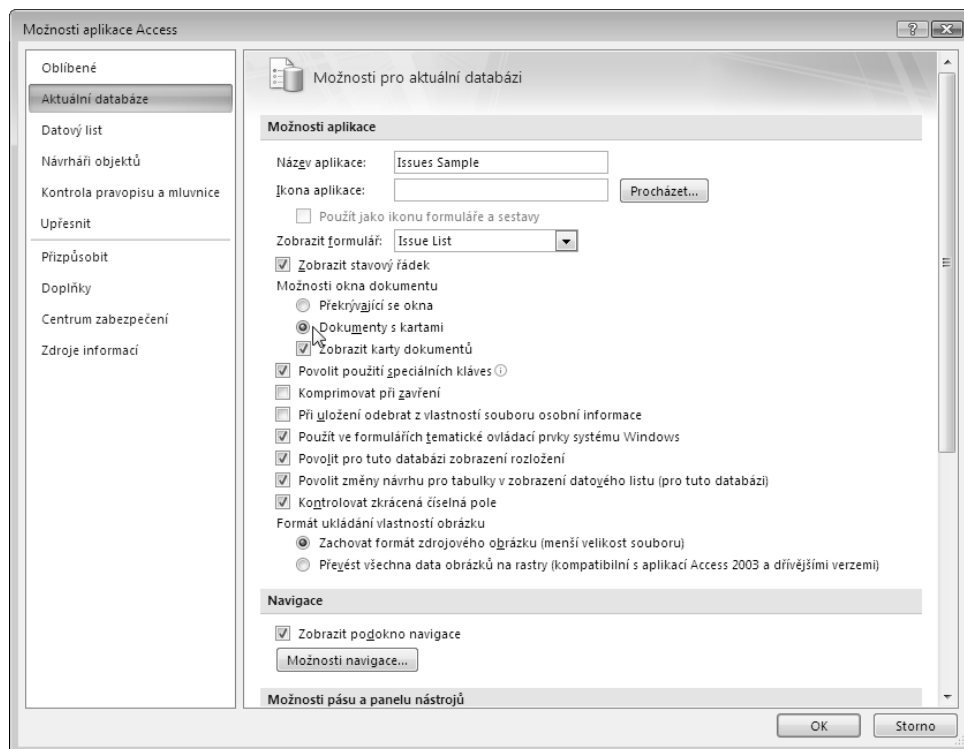 Možnosti aplikace Access
Oblíbené
Aktuální databáze
Datový list
Návrháři objektů
Kontrola pravopisu a mluvnice
Upřesnit
Přizpůsobit
Doplňky
Centrum zabezpečení
Zdroje informací
Možnosti pro aktuální databázi
Možnosti aplikace
Název aplikace: Issues Sample
Ikona aplikace: Procházet...
Použít jako ikonu formuláře a sestavy
Zobrazit formulář: Issue List
Zobrazit stavový řádek
Možnosti okna dokumentu
Překrývající se okna
Dokumenty s kartami
Zobrazit karty dokumentů
Povolit použití speciálních kláves
Komprimovat při zavření
Při uložení odebrat z vlastností souboru osobní informace
Použít ve formulářích tematické ovládací prvky systému Windows
Povolit pro tuto databázi zobrazení rozložení
Povolit změny návrhu pro tabulky v zobrazení datového listu (pro tuto databázi)
Kontrolovat zkrácená číselná pole
Formát ukládání vlastností obrázku
Zachovat formát zdrojového obrázku (menší velikost souboru)
Převést všechna data obrázků na rastry (kompatibilní s aplikací Access 2003 a dřívějšími verzemi)
Navigace
Zobrazit podokno navigace
Možnosti navigace...
Možnosti pásu a panelu nástrojů
OK Storno